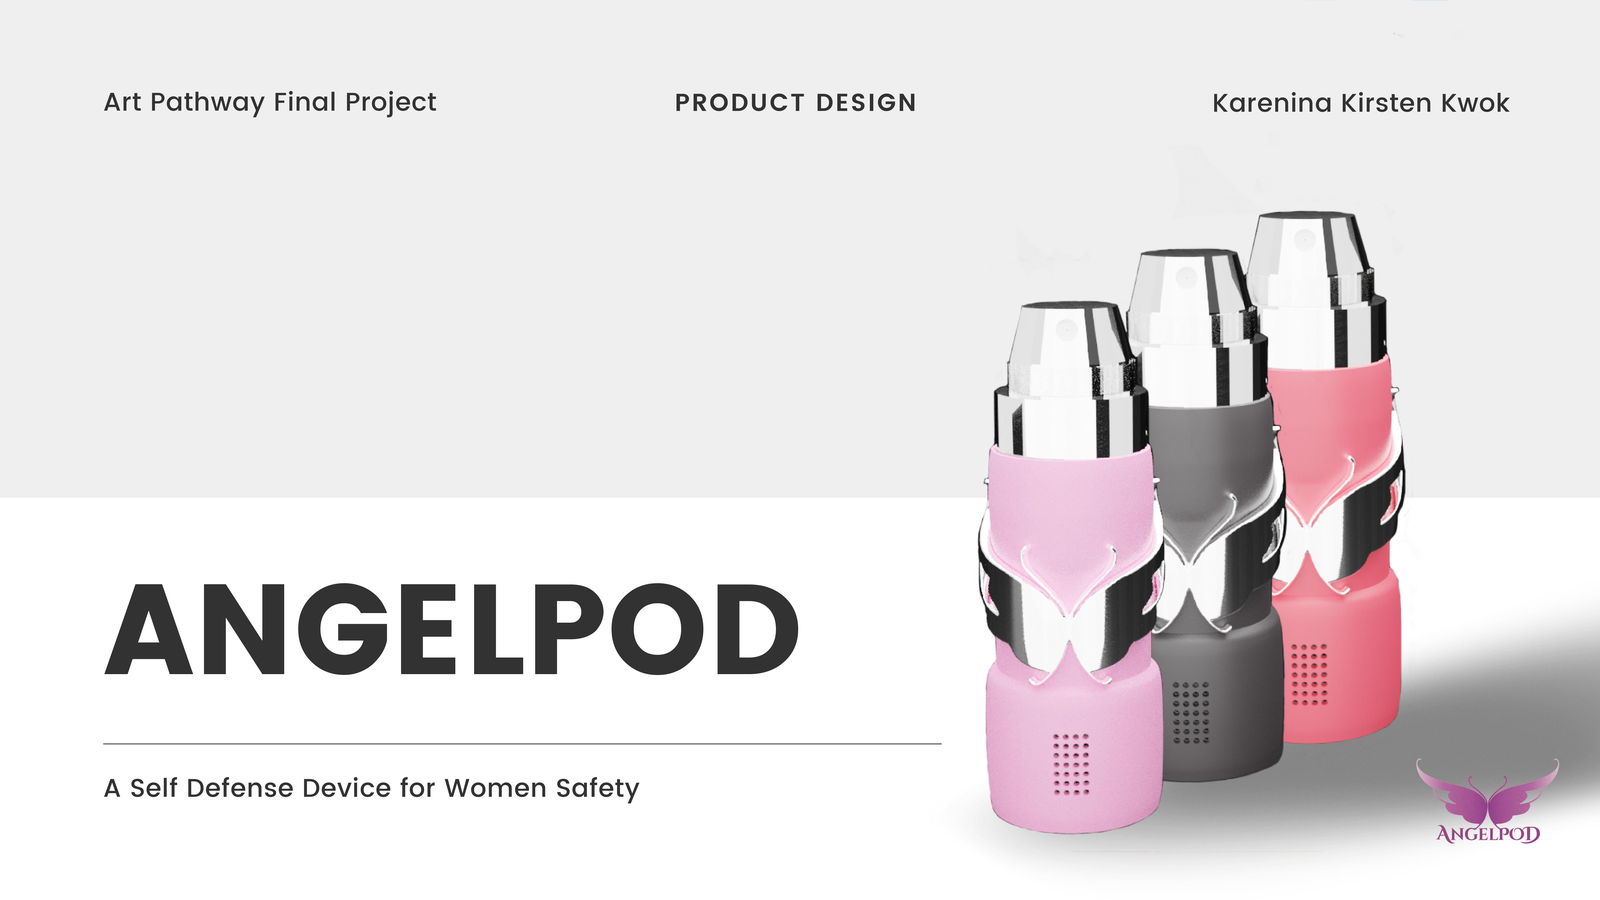 Art Pathway Final Project
PRODUCT DESIGN
Karenina Kirsten Kwok
ANGELPOD
A Self Defense Device for Women Safety
ANGELPOD